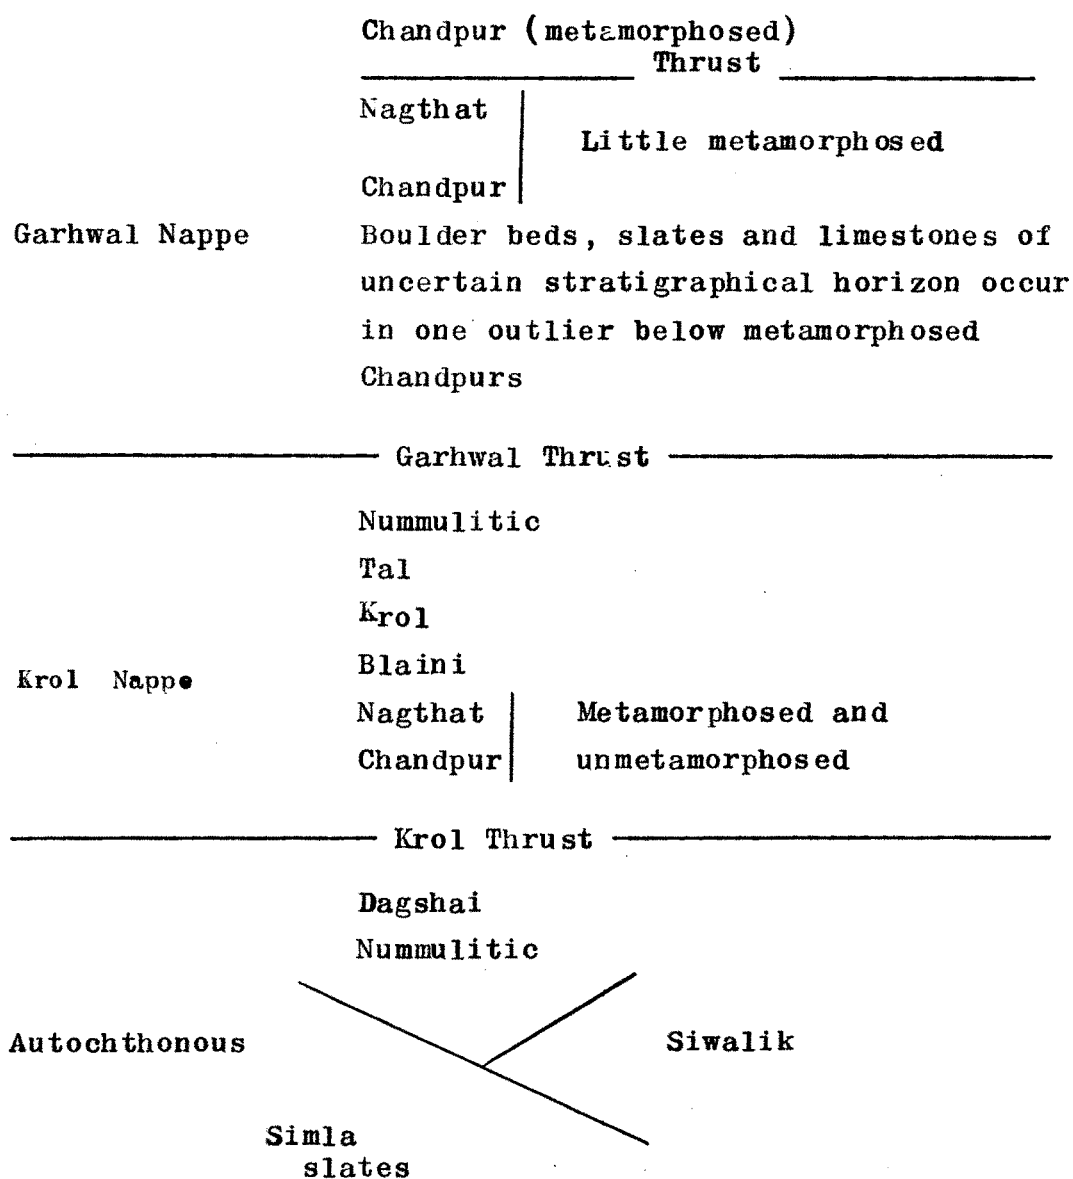 Chandpur (metamorphosed)
Thrust
Nagthat
Little metamorphosed
Chandpur
Garhwal Nappe
Boulder beds, slates and limestones of
uncertain stratigraphical horizon occur
in one outlier below metamorphosed
Chandpurs
Garhwal Thrust
Nummulitic
Tal
Krol
Blaini
Krol Nappe
Nagthat
Metamorphosed and
Chandpur
unmetamorphosed
Krol Thrust
Dagshai
Nummulitic
Autochthonous
Siwalik
Simla
slates